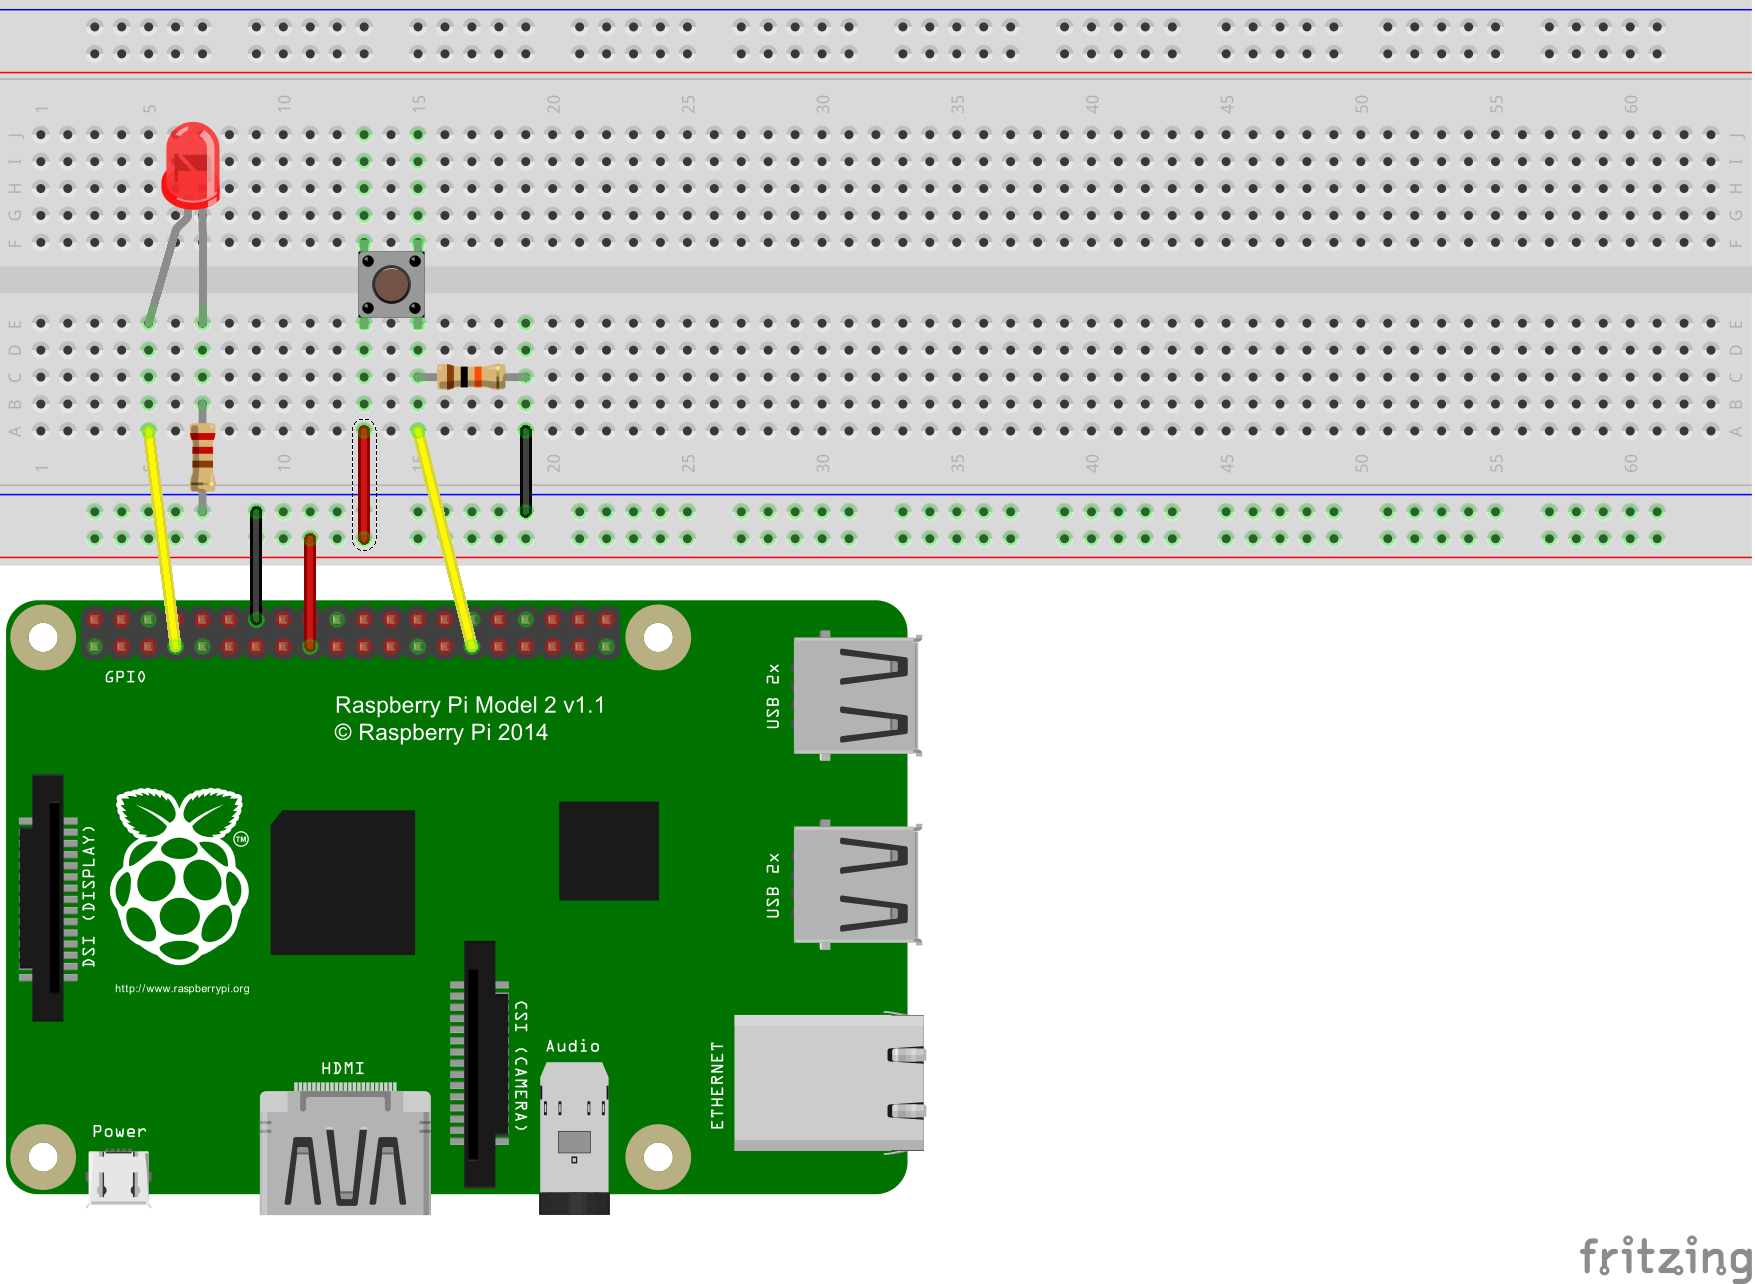 1 5 10 15 20 25 30 35 40 45 50 55 60
J J
I I
H H
G G
F F
E E
D D
C C
B B
A A
1 5 10 15 20 25 30 35 40 45 50 55 60
GPIO
Raspberry Pi Model 2 v1.1
© Raspberry Pi 2014
USB 2x
DSI (DISPLAY)
TM
USB 2x
http://www.raspberrypi.org
CSI (CAMERA)
Audio
ETHERNET
HDMI
Power
fritzing